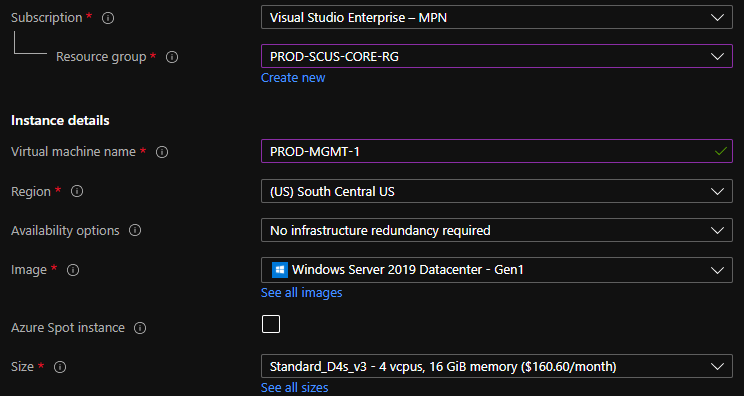 Subscription * Visual Studio Enterprise – MPN
Resource group * PROD-SCUS-CORE-RG
Create new
Instance details
Virtual machine name * PROD-MGMT-1
Region * (US) South Central US
Availability options No infrastructure redundancy required
Image * Windows Server 2019 Datacenter - Gen1
See all images
Azure Spot instance
Size * Standard_D4s_v3 - 4 vcpus, 16 GiB memory ($160.60/month)
See all sizes